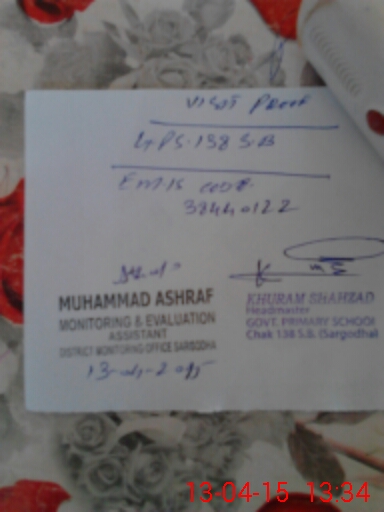 VISIT PROOF
G.P.S. 138 S.B
EMIS CODE.
38440122
MUHAMMAD ASHRAF
MONITORING & EVALUATION
ASSISTANT
DISTRICT MONITORING OFFICE SARGODHA
13-04-2015
KHURAM SHAHZAD
Headmaster
GOVT. PRIMARY SCHOOL
Chak 138 S.B. (Sargodha)
13-04-15 13:34